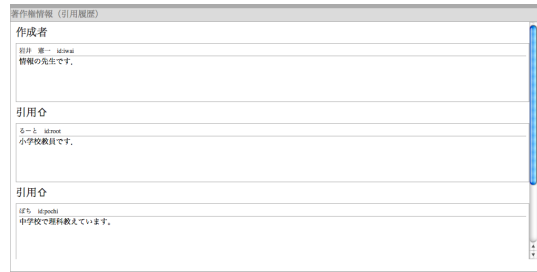 著作権情報（引用履歴）
作成者
岩井 憲一 id:iwai
情報の先生です．
引用⇧
るーと id:root
小学校教員です．
引用⇧
ぽち id:pochi
中学校で理科教えています。